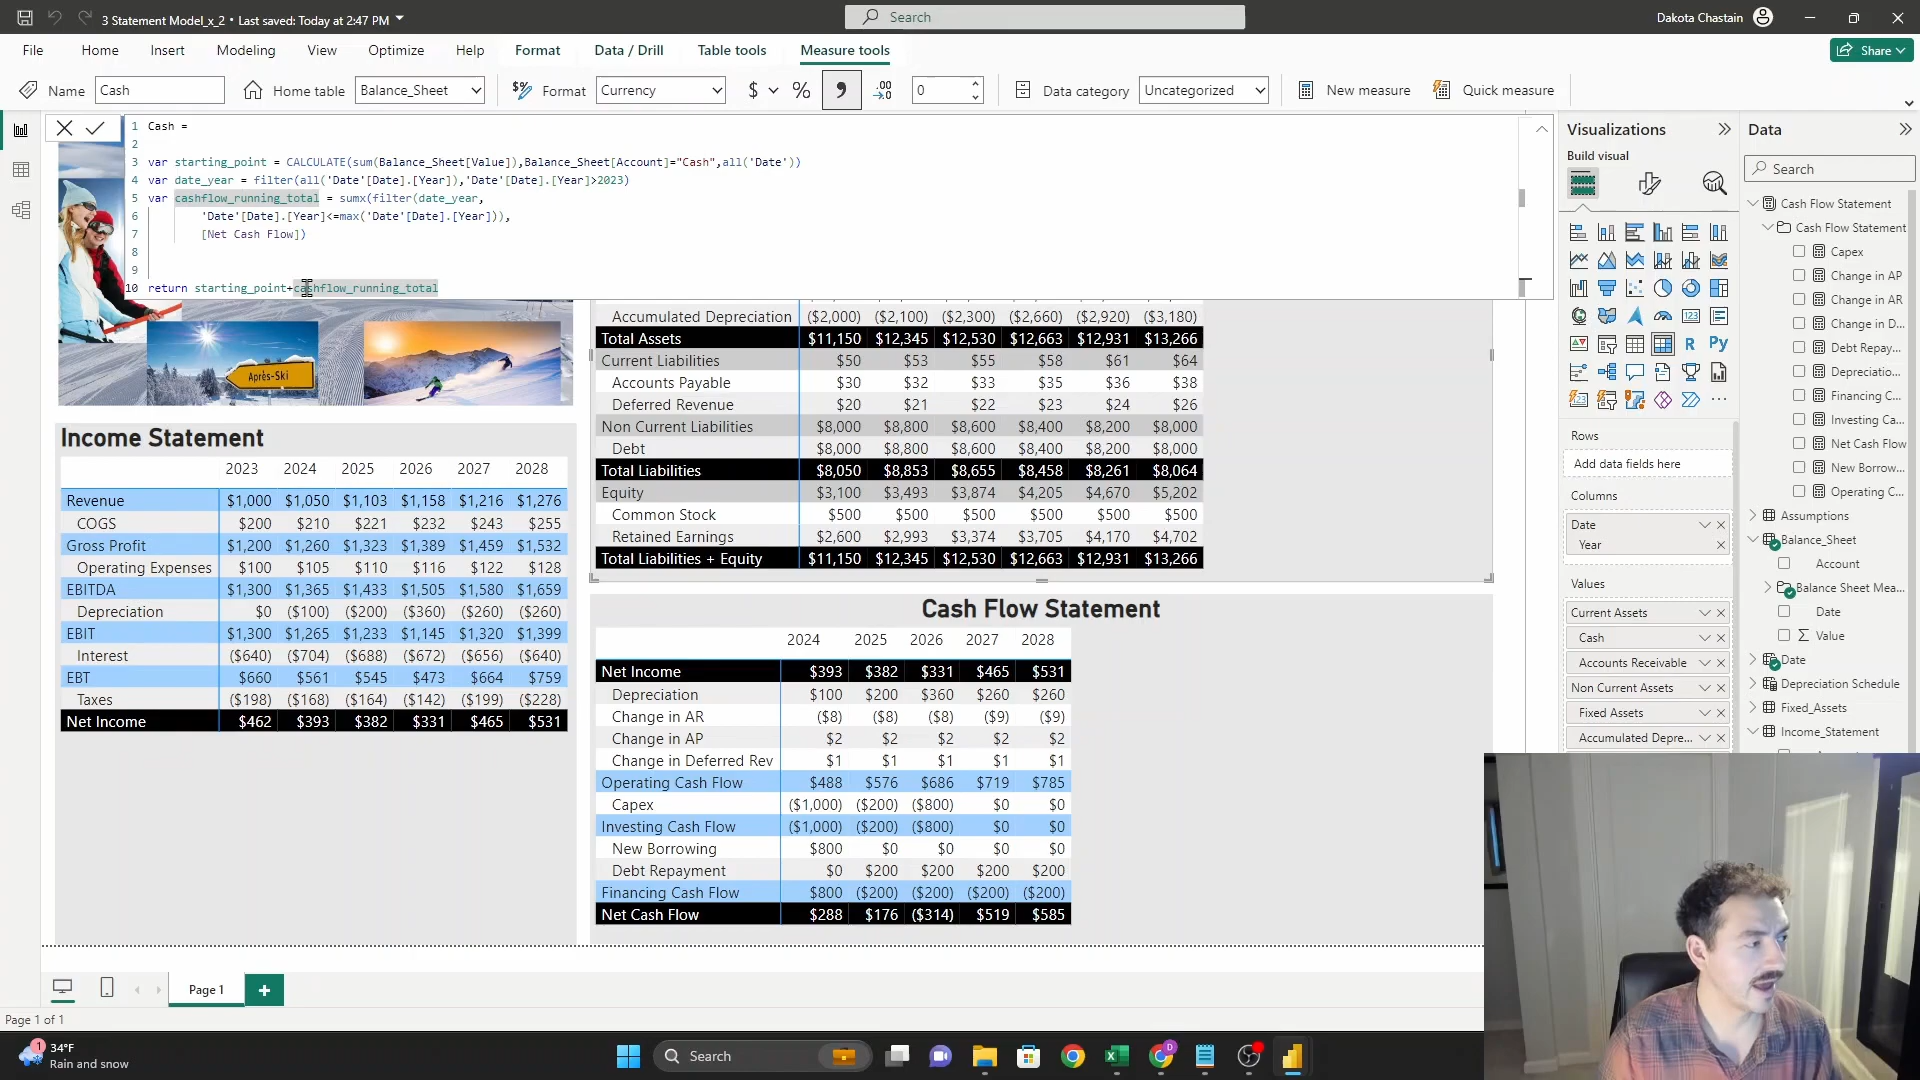 3 Statement Model_x_2 • Last saved: Today at 2:47 PM
Search
Dakota Chastain
File Home Insert Modeling View Optimize Help Format Data / Drill Table tools Measure tools
Share
Name Cash Home table Balance_Sheet Format Currency $ % 0 Data category Uncategorized New measure Quick measure
1 Cash =
2
3 var starting_point = CALCULATE(sum(Balance_Sheet[Value]),Balance_Sheet[Account]="Cash",all('Date'))
4 var date_year = filter(all('Date'[Date].[Year]),'Date'[Date].[Year]>2023)
5 var cashflow_running_total = sumx(filter(date_year,
6 'Date'[Date].[Year]<=max('Date'[Date].[Year])),
7 [Net Cash Flow])
8
9
10 return starting_point+cashflow_running_total
Après-Ski
Accumulated Depreciation ($2,000) ($2,100) ($2,300) ($2,660) ($2,920) ($3,180)
Total Assets $11,150 $12,345 $12,530 $12,663 $12,931 $13,266
Current Liabilities $50 $53 $55 $58 $61 $64
Accounts Payable $30 $32 $33 $35 $36 $38
Deferred Revenue $20 $21 $22 $23 $24 $26
Non Current Liabilities $8,000 $8,800 $8,600 $8,400 $8,200 $8,000
Debt $8,000 $8,800 $8,600 $8,400 $8,200 $8,000
Total Liabilities $8,050 $8,853 $8,655 $8,458 $8,261 $8,064
Equity $3,100 $3,493 $3,874 $4,205 $4,670 $5,202
Common Stock $500 $500 $500 $500 $500 $500
Retained Earnings $2,600 $2,993 $3,374 $3,705 $4,170 $4,702
Total Liabilities + Equity $11,150 $12,345 $12,530 $12,663 $12,931 $13,266
Income Statement
2023 2024 2025 2026 2027 2028
Revenue $1,000 $1,050 $1,103 $1,158 $1,216 $1,276
COGS $200 $210 $221 $232 $243 $255
Gross Profit $1,200 $1,260 $1,323 $1,389 $1,459 $1,532
Operating Expenses $100 $105 $110 $116 $122 $128
EBITDA $1,300 $1,365 $1,433 $1,505 $1,580 $1,659
Depreciation $0 ($100) ($200) ($360) ($260) ($260)
EBIT $1,300 $1,265 $1,233 $1,145 $1,320 $1,399
Interest ($640) ($704) ($688) ($672) ($656) ($640)
EBT $660 $561 $545 $473 $664 $759
Taxes ($198) ($168) ($164) ($142) ($199) ($228)
Net Income $462 $393 $382 $331 $465 $531
Cash Flow Statement
2024 2025 2026 2027 2028
Net Income $393 $382 $331 $465 $531
Depreciation $100 $200 $360 $260 $260
Change in AR ($8) ($8) ($8) ($9) ($9)
Change in AP $2 $2 $2 $2 $2
Change in Deferred Rev $1 $1 $1 $1 $1
Operating Cash Flow $488 $576 $686 $719 $785
Capex ($1,000) ($200) ($800) $0 $0
Investing Cash Flow ($1,000) ($200) ($800) $0 $0
New Borrowing $800 $0 $0 $0 $0
Debt Repayment $0 $200 $200 $200 $200
Financing Cash Flow $800 ($200) ($200) ($200) ($200)
Net Cash Flow $288 $176 ($314) $519 $585
Visualizations
Build visual
R Py
123
Rows
Add data fields here
Columns
Date
Year
Values
Current Assets
Cash
Accounts Receivable
Non Current Assets
Fixed Assets
Accumulated Depre...
Data
Search
Cash Flow Statement
Cash Flow Statement
Capex
Change in AP
Change in AR
Change in D...
Debt Repay...
Depreciatio...
Financing C...
Investing Ca...
Net Cash Flow
New Borrow...
Operating C...
Assumptions
Balance_Sheet
Account
Balance Sheet Mea...
Date
Value
Date
Depreciation Schedule
Fixed_Assets
Income_Statement
Page 1
Page 1 of 1
1
34°F
Rain and snow
Search
D